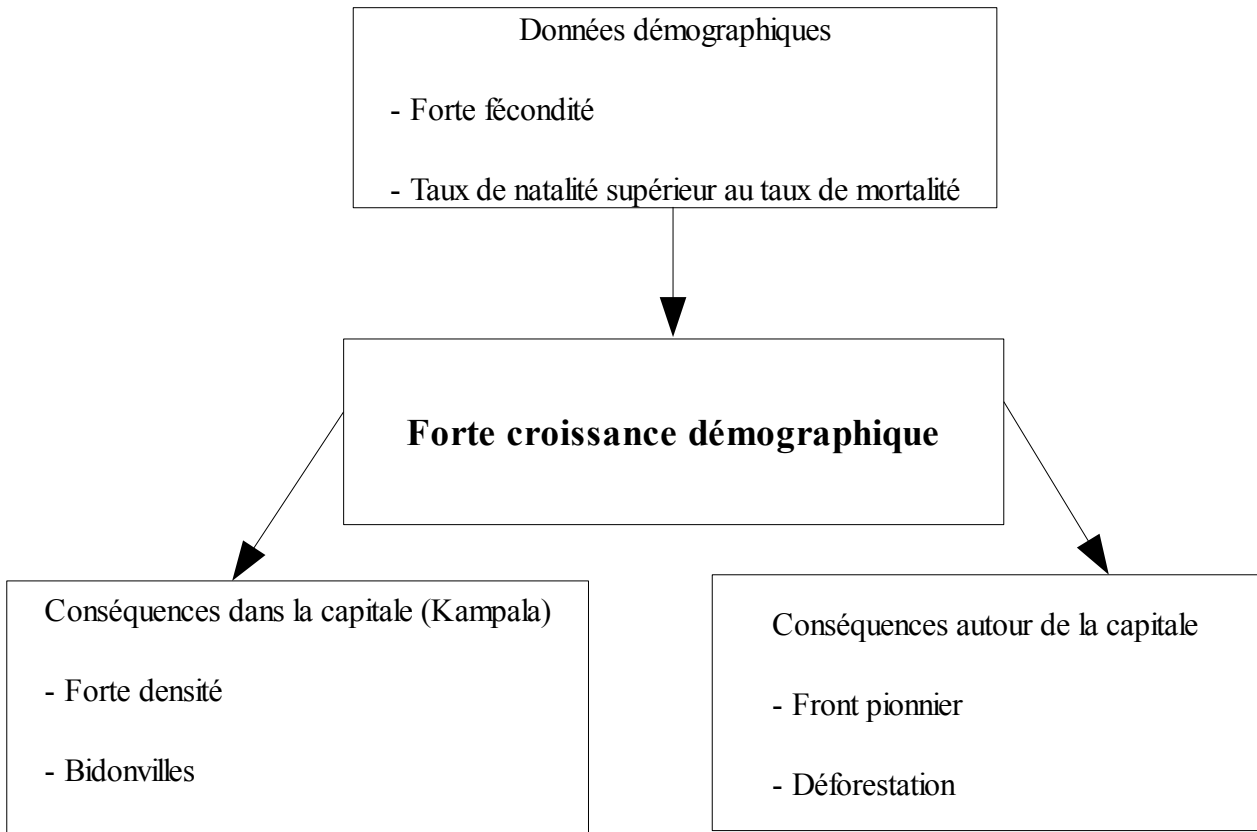 Données démographiques
- Forte fécondité
- Taux de natalité supérieur au taux de mortalité
Forte croissance démographique
Conséquences dans la capitale (Kampala)
- Forte densité
- Bidonvilles
Conséquences autour de la capitale
- Front pionnier
- Déforestation